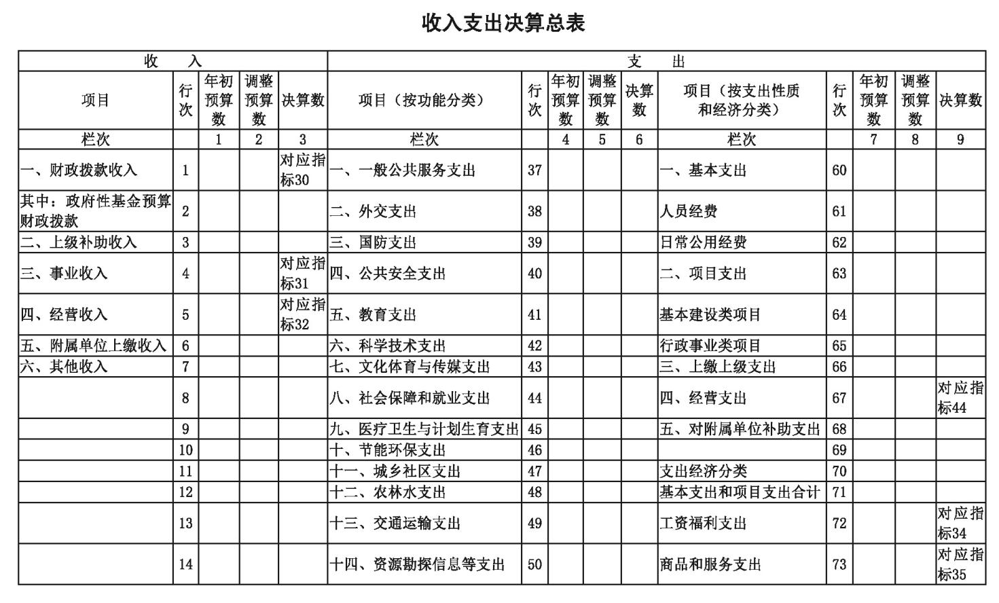 收入支出决算总表
收 入 支 出
项目 行次 年初预算数 调整预算数 决算数 项目（按功能分类） 行次 年初预算数 调整预算数 决算数 项目（按支出性质和经济分类） 行次 年初预算数 调整预算数 决算数
栏次 1 2 3 栏次 4 5 6 栏次 7 8 9
一、财政拨款收入 1 对应指标30 一、一般公共服务支出 37 一、基本支出 60
其中：政府性基金预算财政拨款 2 二、外交支出 38 人员经费 61
二、上级补助收入 3 三、国防支出 39 日常公用经费 62
三、事业收入 4 对应指标31 四、公共安全支出 40 二、项目支出 63
四、经营收入 5 对应指标32 五、教育支出 41 基本建设类项目 64
五、附属单位上缴收入 6 六、科学技术支出 42 行政事业类项目 65
六、其他收入 7 七、文化体育与传媒支出 43 三、上缴上级支出 66
8 八、社会保障和就业支出 44 四、经营支出 67 对应指标44
9 九、医疗卫生与计划生育支出 45 五、对附属单位补助支出 68
10 十、节能环保支出 46 69
11 十一、城乡社区支出 47 支出经济分类 70
12 十二、农林水支出 48 基本支出和项目支出合计 71
13 十三、交通运输支出 49 工资福利支出 72 对应指标34
14 十四、资源勘探信息等支出 50 商品和服务支出 73 对应指标35